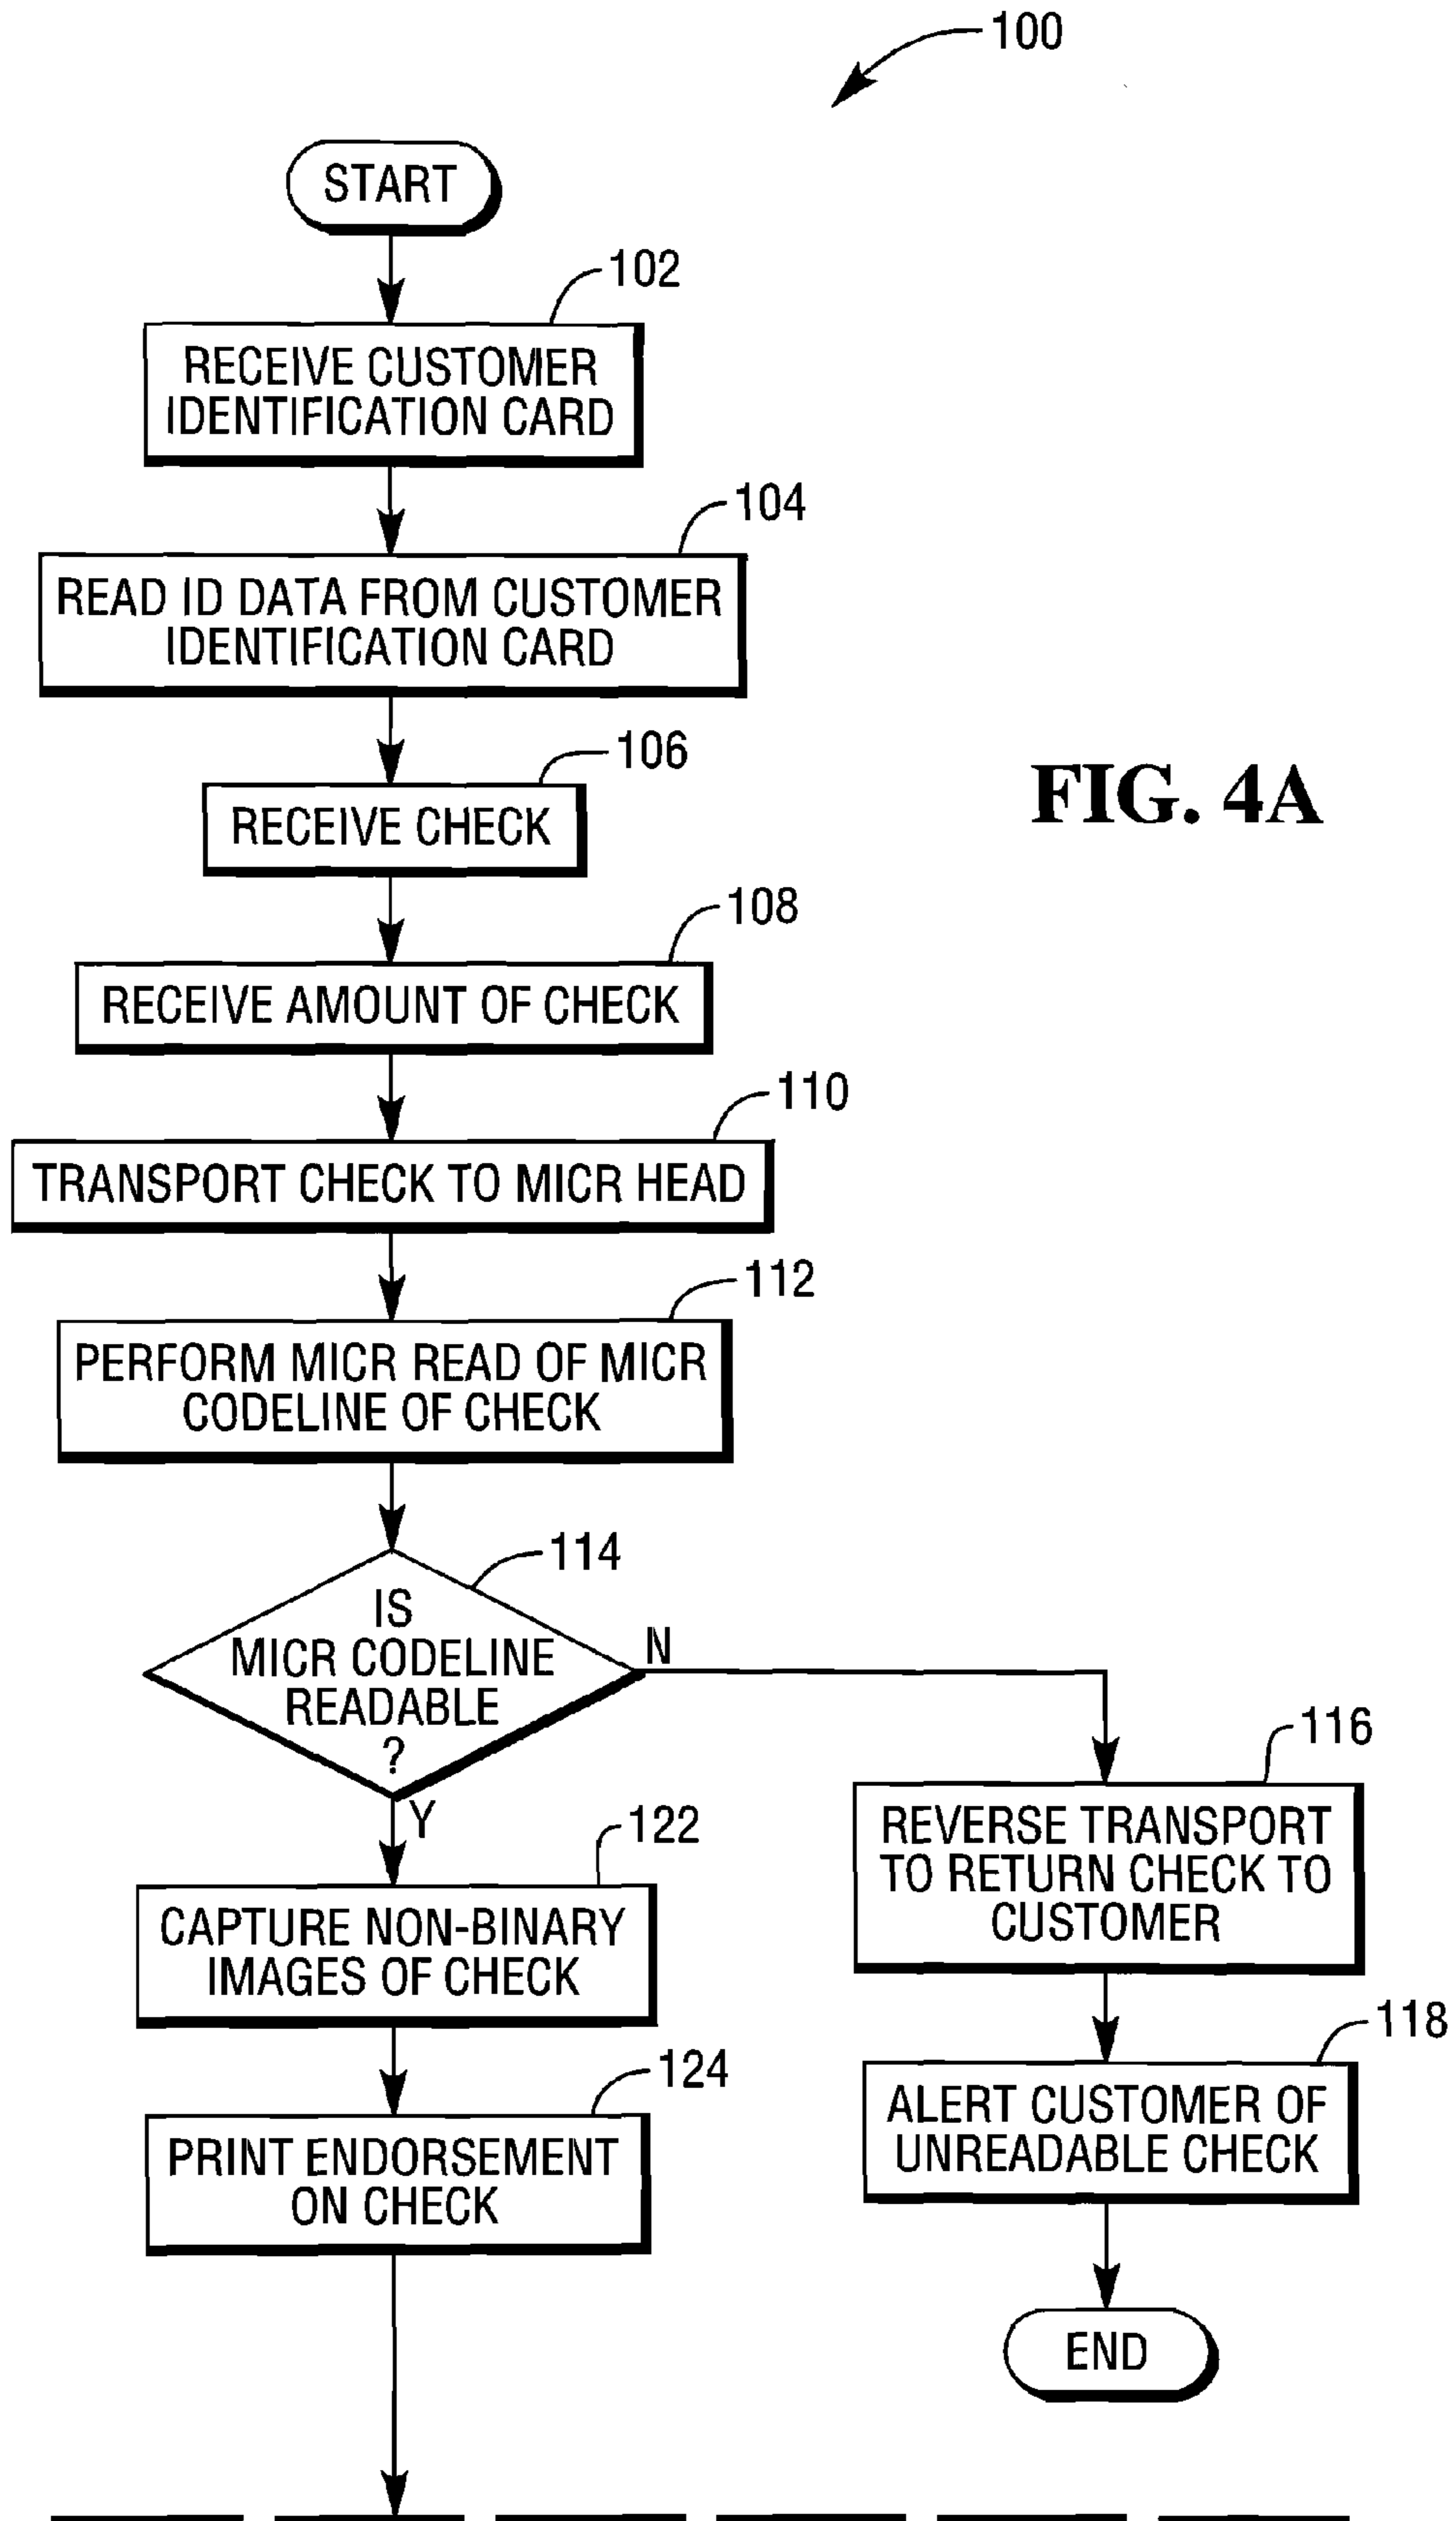 100
START
102
RECEIVE CUSTOMER
IDENTIFICATION CARD
104
READ ID DATA FROM CUSTOMER
IDENTIFICATION CARD
106
RECEIVE CHECK
FIG. 4A
108
RECEIVE AMOUNT OF CHECK
110
TRANSPORT CHECK TO MICR HEAD
112
PERFORM MICR READ OF MICR
CODELINE OF CHECK
114
IS
MICR CODELINE
READABLE
?
N
Y
116
REVERSE TRANSPORT
TO RETURN CHECK TO
CUSTOMER
122
CAPTURE NON-BINARY
IMAGES OF CHECK
118
ALERT CUSTOMER OF
UNREADABLE CHECK
124
PRINT ENDORSEMENT
ON CHECK
END